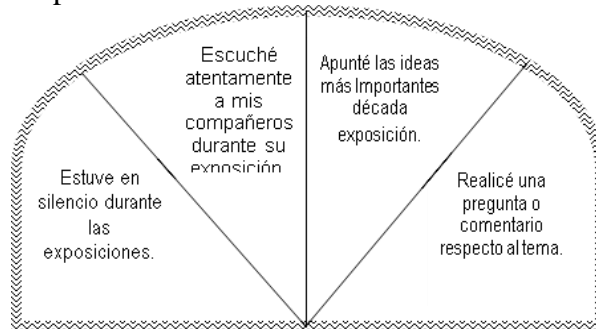 Escuché
atentamente
a mis
compañeros
durante su
exposición
Apunté las ideas
más Importantes
década
exposición.
Estuve en
silencio durante
las
exposiciones.
Realicé una
pregunta o
comentario
respecto al tema.